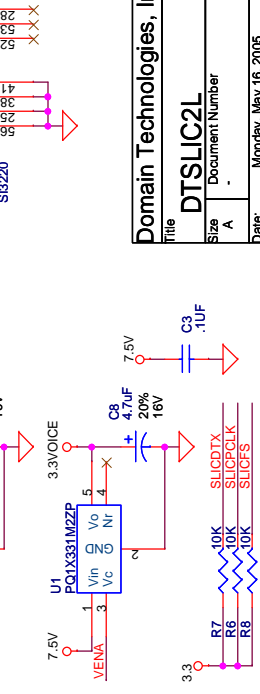 28
53
52
41
38
25
56
Si3220
Domain Technologies, I
Title
DTSLIC2L
Size
A
Document Number
-
Date:
Monday, May 16, 2005
7.5V
C3
.1UF
3.3VOICE
C8
4.7uF
20%
16V
U1
PQ1X331M2ZP
5
4
Vo
Nr
GND
Vin
Vc
2
1
3
7.5V
VENA
SLICDTX
SLICPCLK
SLICFS
10K
10K
10K
R7
R6
R8
3.3